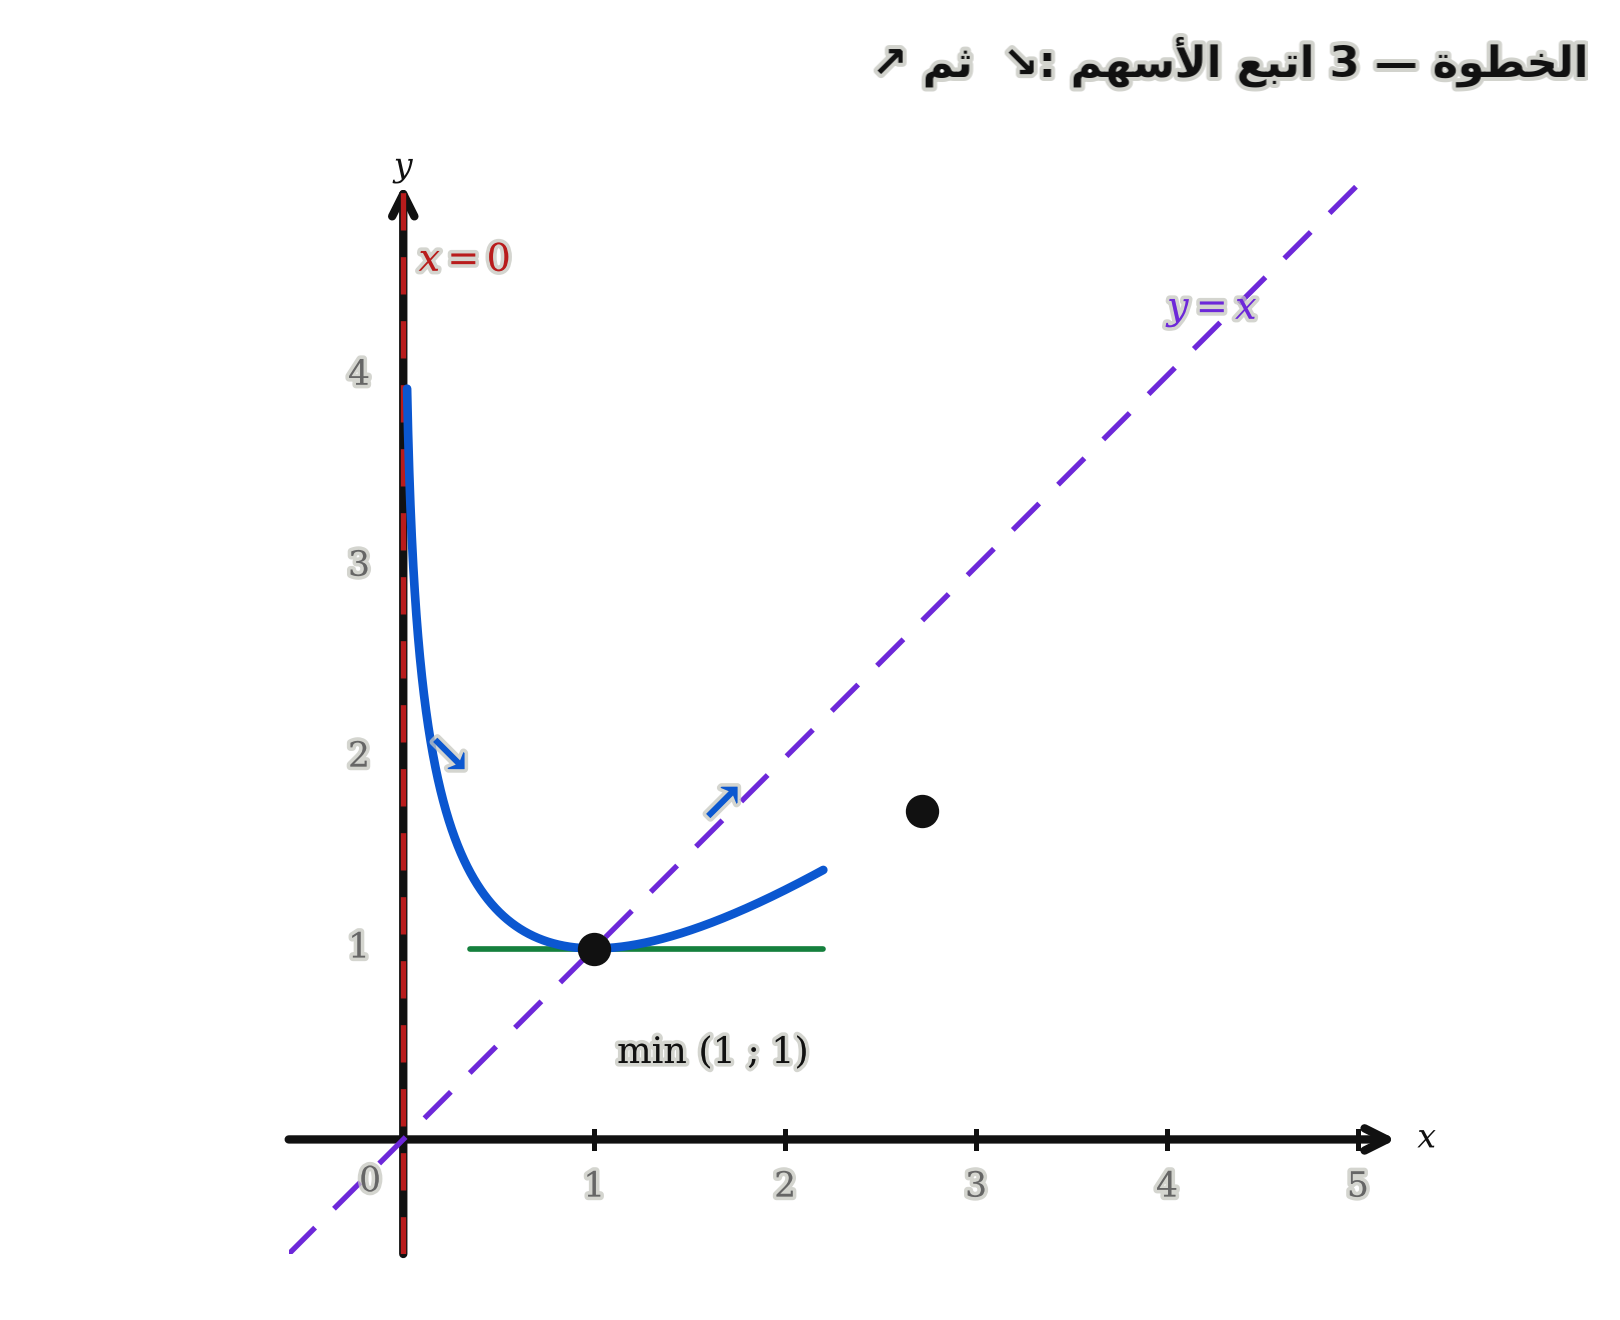 الخطوة — 3 اتبع الأسهم :↘ ثم ↗
y
x = 0
y = x
4
3
2
↘
↗
1
min (1 ; 1)
x
0
1 2 3 4 5